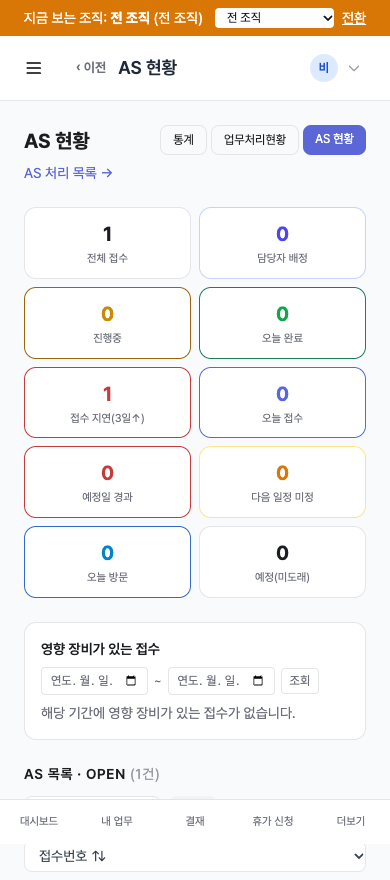 지금 보는 조직: 전 조직 (전 조직) 전 조직 전환
‹ 이전 AS 현황 비
AS 현황 통계 업무처리현황 AS 현황
AS 처리 목록 →
1 0
전체 접수 담당자 배정
0 0
진행중 오늘 완료
1 0
접수 지연(3일↑) 오늘 접수
0 0
예정일 경과 다음 일정 미정
0 0
오늘 방문 예정(미도래)
영향 장비가 있는 접수
연도. 월. 일. ~ 연도. 월. 일. 조회
해당 기간에 영향 장비가 있는 접수가 없습니다.
AS 목록 · OPEN (1건)
대시보드 내 업무 결재 휴가 신청 더보기
접수번호 ↑↓